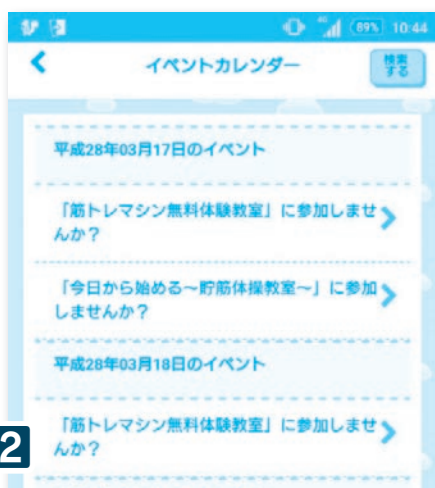 89% 10:44
イベントカレンダー
検索
する
平成28年03月17日のイベント
「筋トレマシン無料体験教室」に参加しませ
んか？
「今日から始める～貯筋体操教室～」に参加
しませんか？
平成28年03月18日のイベント
「筋トレマシン無料体験教室」に参加しませ
んか？
2